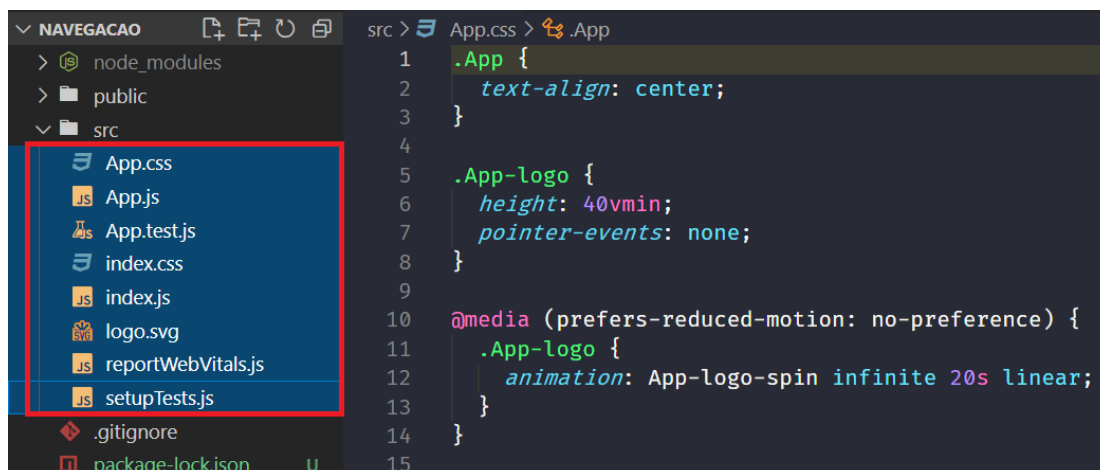 NAVEGACAO
node_modules
public
src
App.css
App.js
App.test.js
index.css
index.js
logo.svg
reportWebVitals.js
setupTests.js
.gitignore
package-lock.json U
src > App.css > .App
1 .App {
2 text-align: center;
3 }
4
5 .App-logo {
6 height: 40vmin;
7 pointer-events: none;
8 }
9
10 @media (prefers-reduced-motion: no-preference) {
11 .App-logo {
12 animation: App-logo-spin infinite 20s linear;
13 }
14 }
15